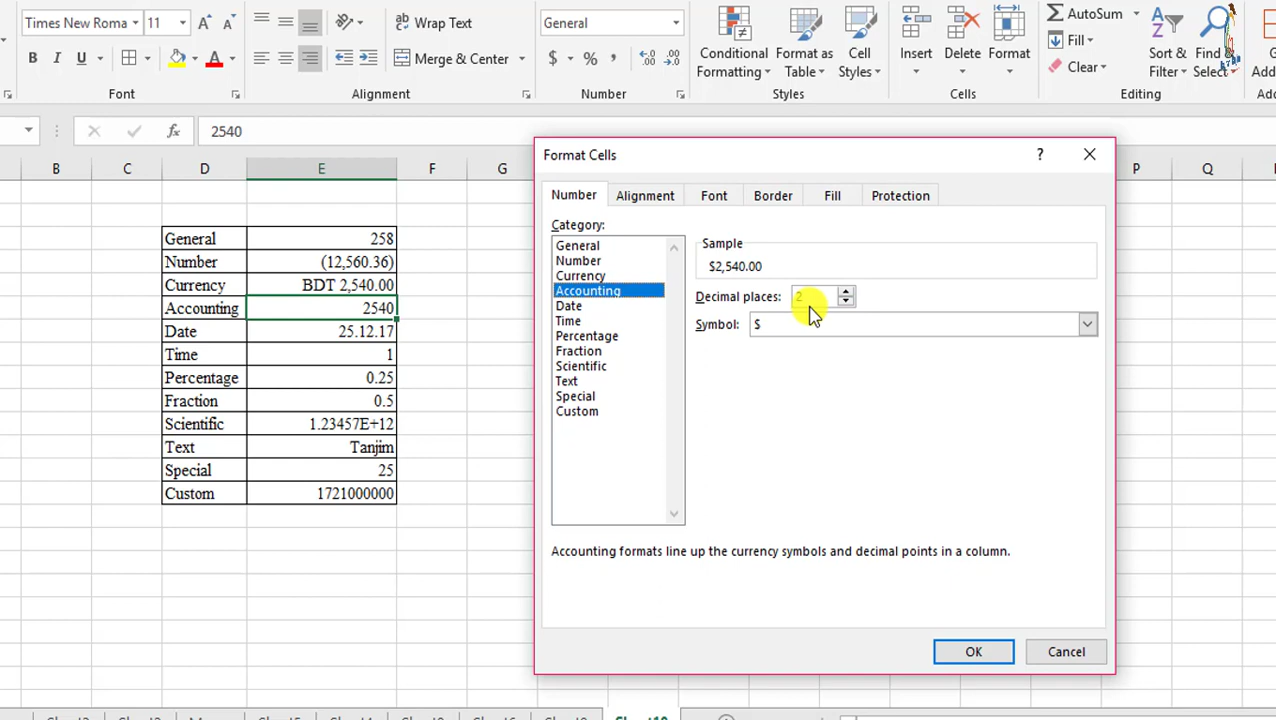 Times New Roma 11
Wrap Text
General
AutoSum
Fill
Clear
B I U
Merge & Center
$ %
Conditional Formatting
Format as Table
Cell Styles
Insert
Delete
Format
Sort & Filter
Find Select
Font
Alignment
Number
Styles
Cells
Editing
fx
2540
B C D E F G P Q
General 258
Number (12,560.36)
Currency BDT 2,540.00
Accounting 2540
Date 25.12.17
Time 1
Percentage 0.25
Fraction 0.5
Scientific 1.23457E+12
Text Tanjim
Special 25
Custom 1721000000
Format Cells
?
Number Alignment Font Border Fill Protection
Category:
General
Number
Currency
Accounting
Date
Time
Percentage
Fraction
Scientific
Text
Special
Custom
Sample
$2,540.00
Decimal places: 2
Symbol: $
Accounting formats line up the currency symbols and decimal points in a column.
OK
Cancel